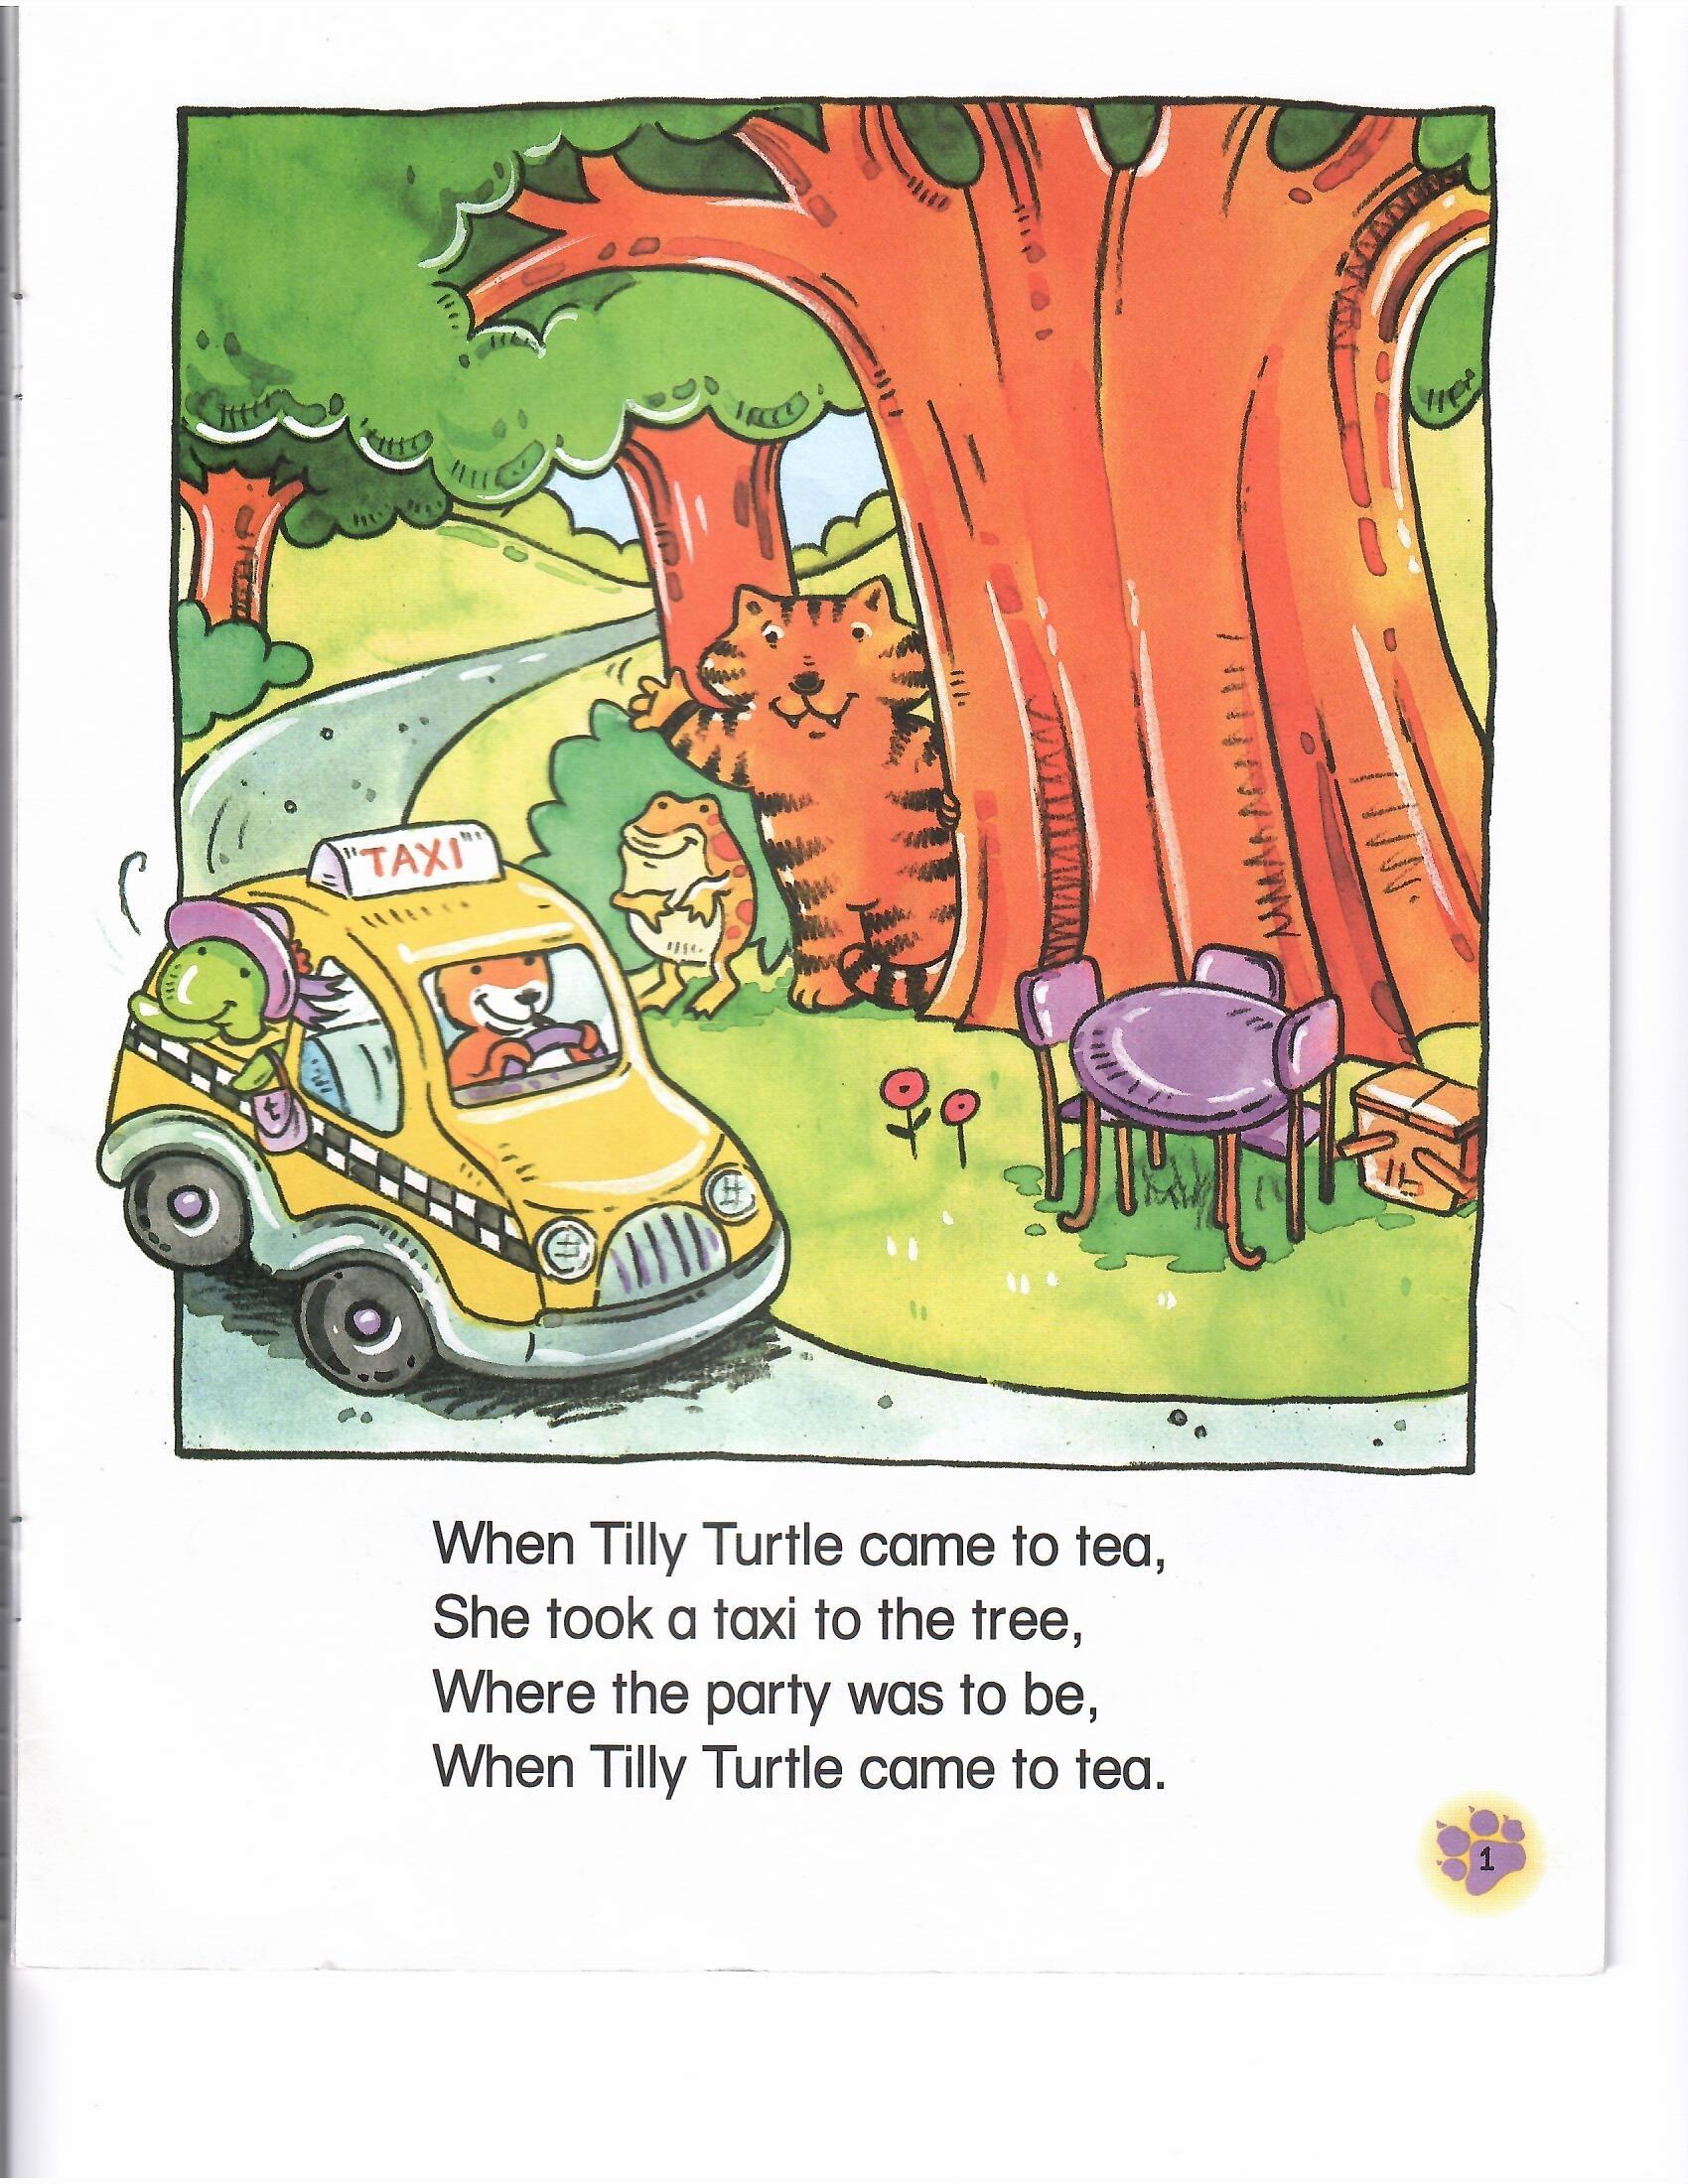 "TAXI"
t
When Tilly Turtle came to tea,
She took a taxi to the tree,
Where the party was to be,
When Tilly Turtle came to tea.
1